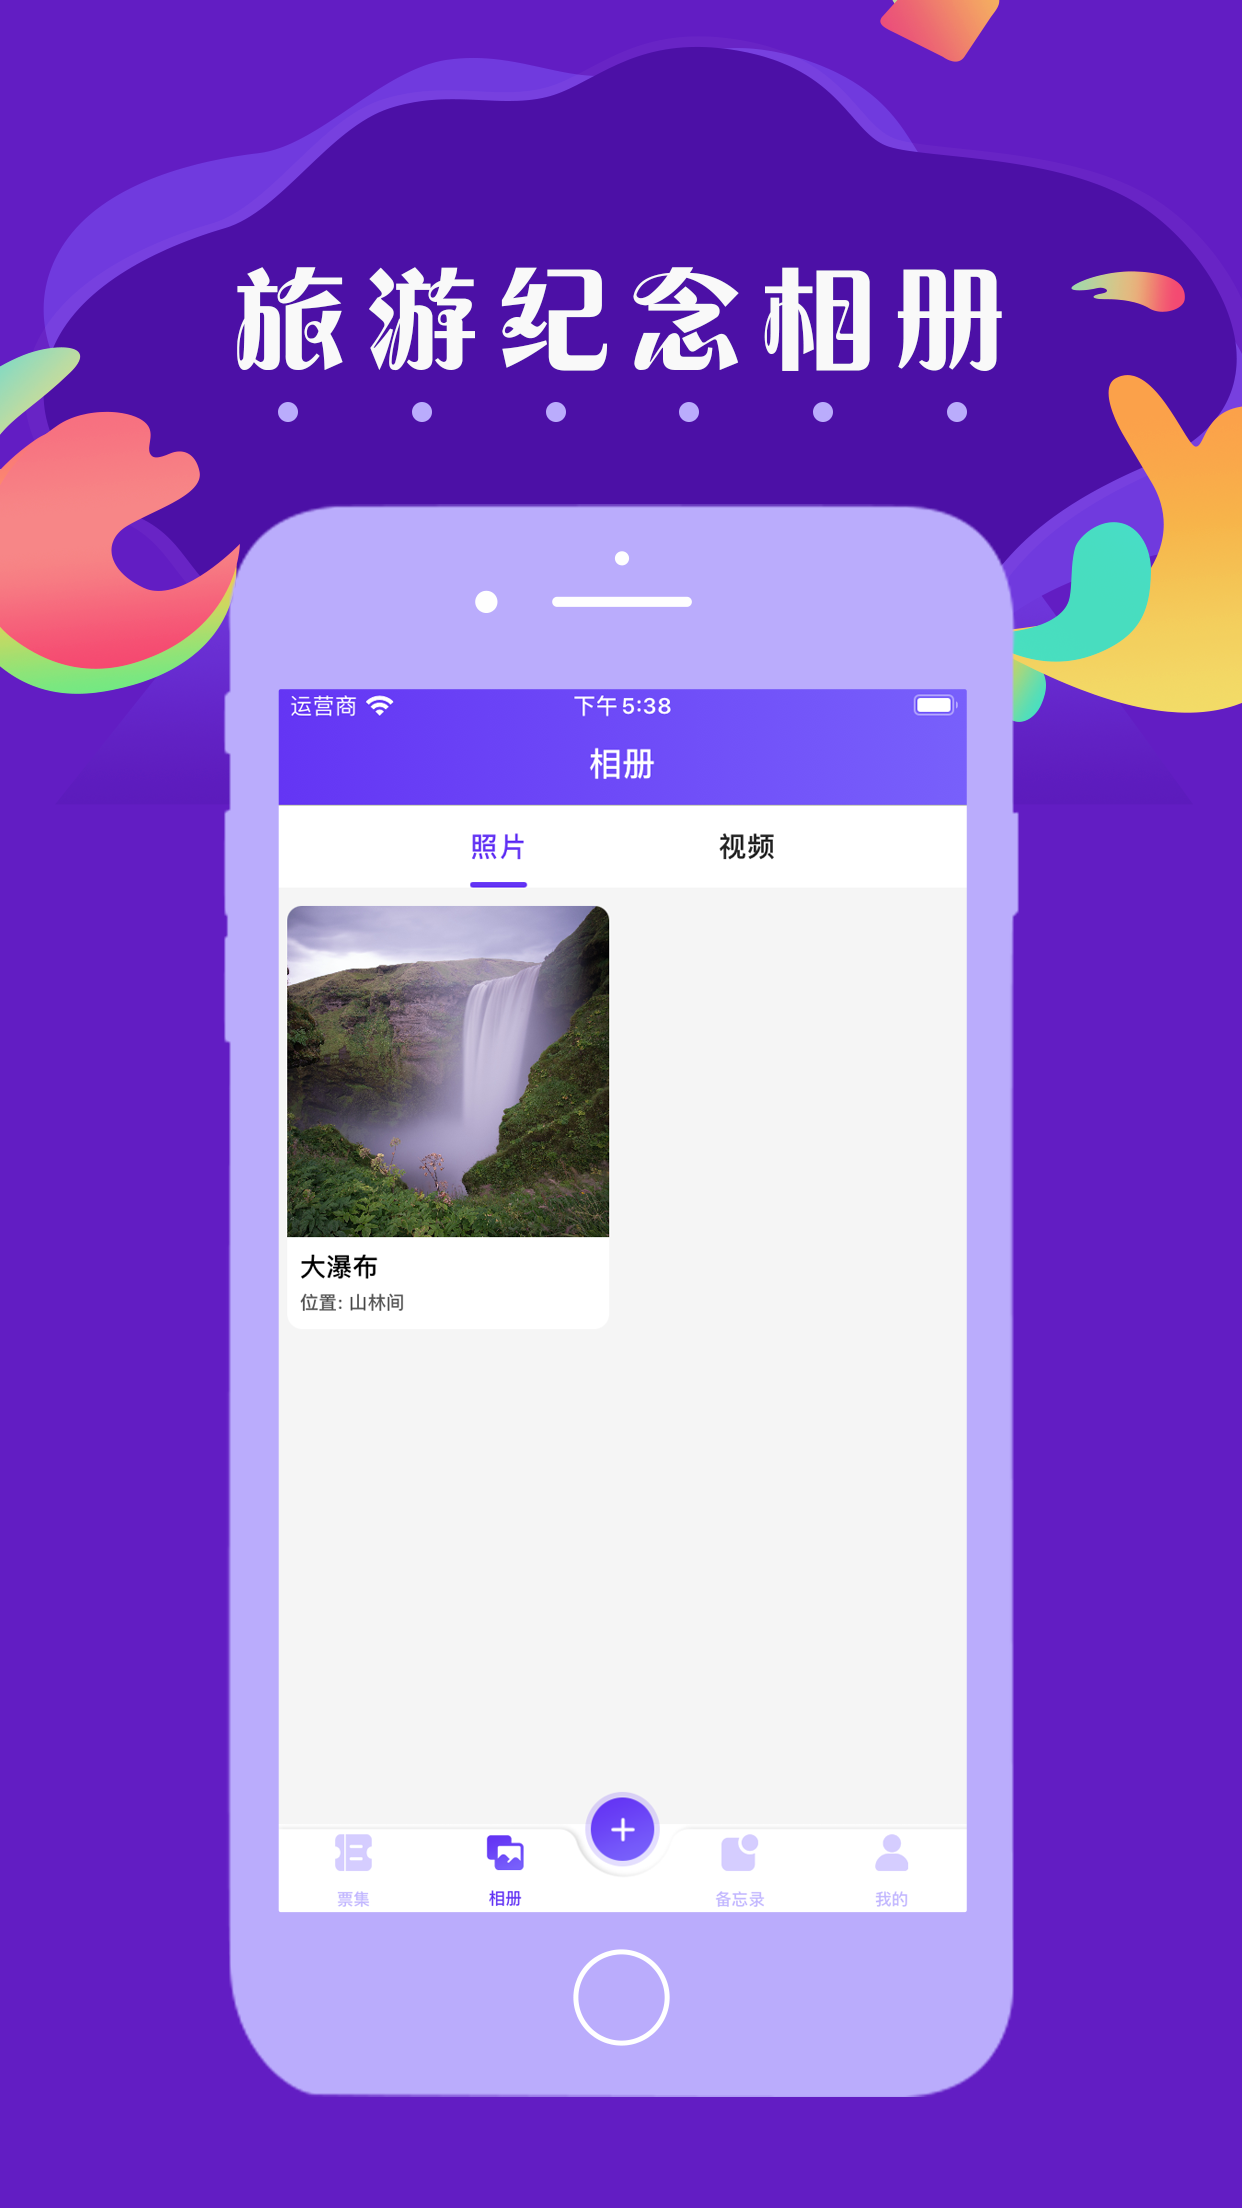 旅游纪念相册
运营商 下午5:38
相册
照片 视频
大瀑布
位置: 山林间
票集 相册 备忘录 我的